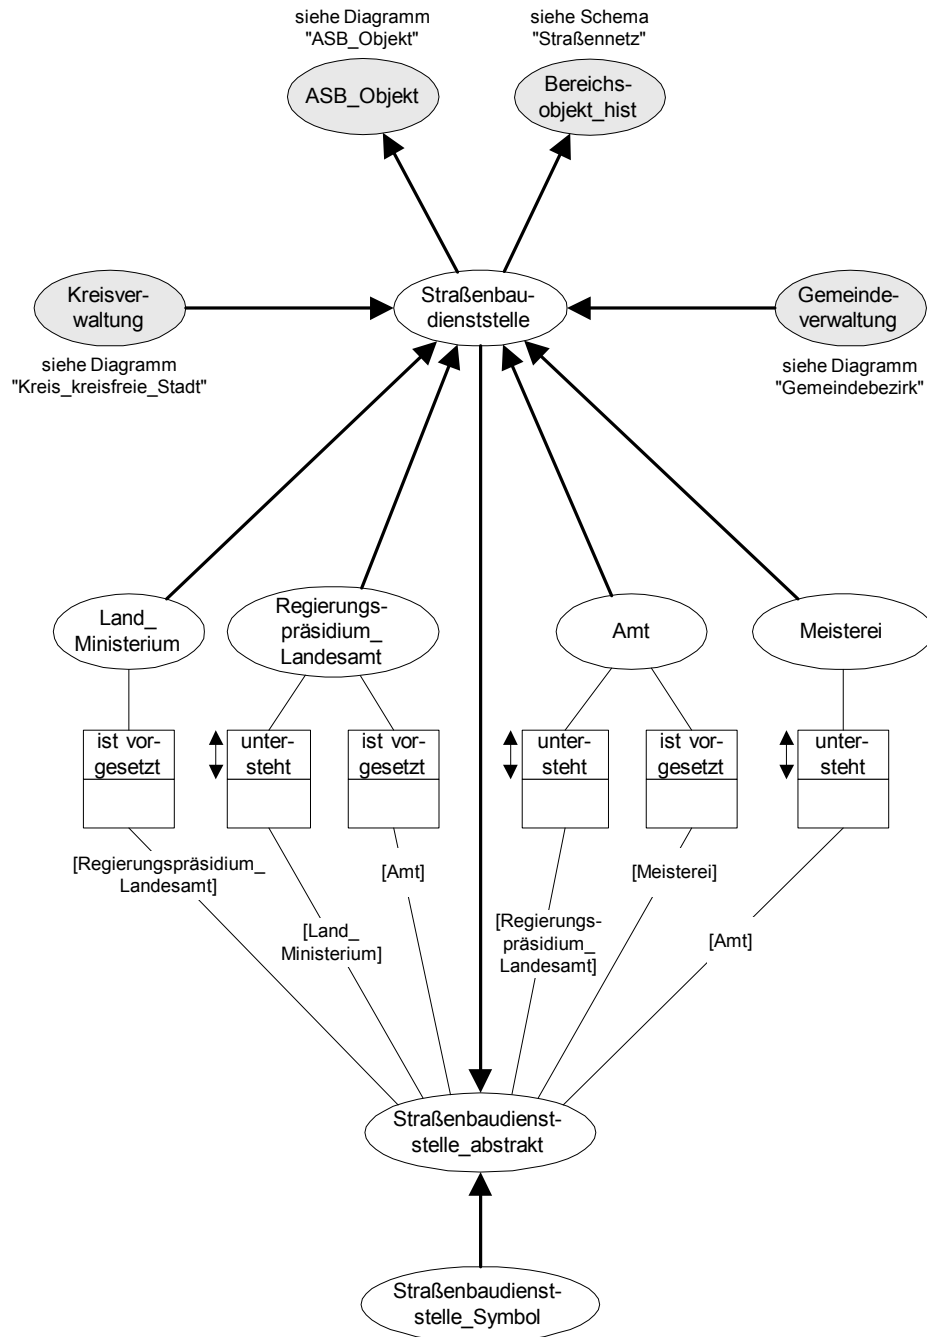 siehe Diagramm
"ASB_Objekt"
siehe Schema
"Straßennetz"
ASB_Objekt
Bereichs-
objekt_hist
Kreisver-
waltung
Straßenbau-
dienststelle
Gemeinde-
verwaltung
siehe Diagramm
"Kreis_kreisfreie_Stadt"
siehe Diagramm
"Gemeindebezirk"
Land_
Ministerium
Regierungs-
präsidium_
Landesamt
Amt
Meisterei
ist vor-
gesetzt
unter-
steht
ist vor-
gesetzt
unter-
steht
ist vor-
gesetzt
unter-
steht
[Regierungspräsidium_
Landesamt]
[Land_
Ministerium]
[Amt]
[Regierungs-
präsidium_
Landesamt]
[Meisterei]
[Amt]
Straßenbaudienst-
stelle_abstrakt
Straßenbaudienst-
stelle_Symbol